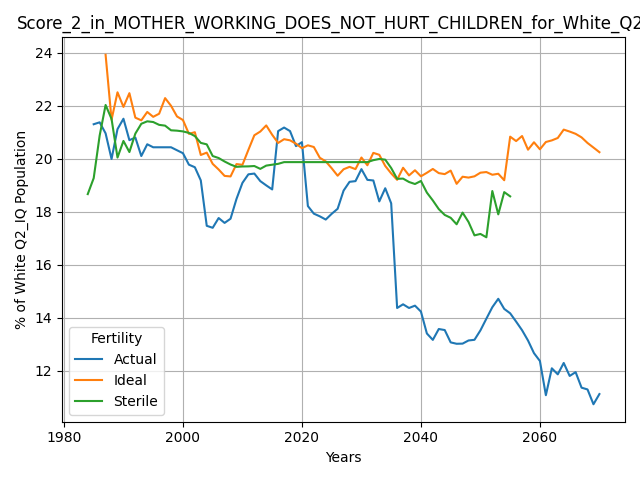 Score_2_in_MOTHER_WORKING_DOES_NOT_HURT_CHILDREN_for_White_Q2
% of White Q2_IQ Population
24
22
20
18
16
14
12
Fertility
Actual
Ideal
Sterile
1980 2000 2020 2040 2060
Years